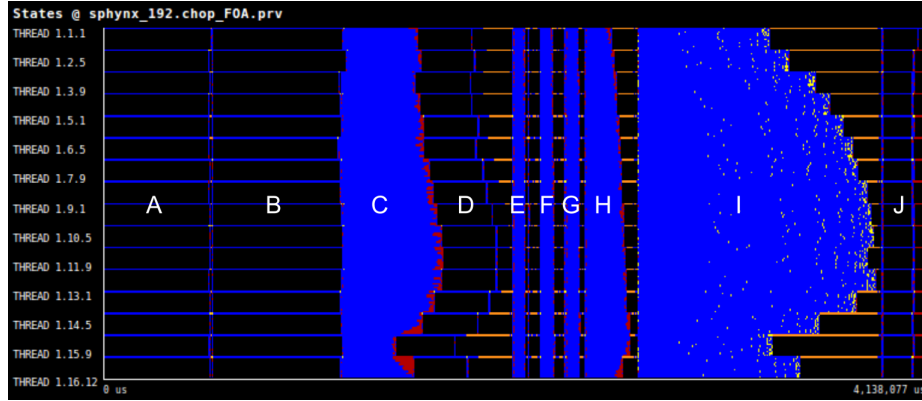 States @ sphynx_192.chop_FOA.prv
THREAD 1.1.1
THREAD 1.2.5
THREAD 1.3.9
THREAD 1.5.1
THREAD 1.6.5
THREAD 1.7.9
THREAD 1.9.1
THREAD 1.10.5
THREAD 1.11.9
THREAD 1.13.1
THREAD 1.14.5
THREAD 1.15.9
THREAD 1.16.12
A B C D E F G H I J
0 us 4,138,077 us